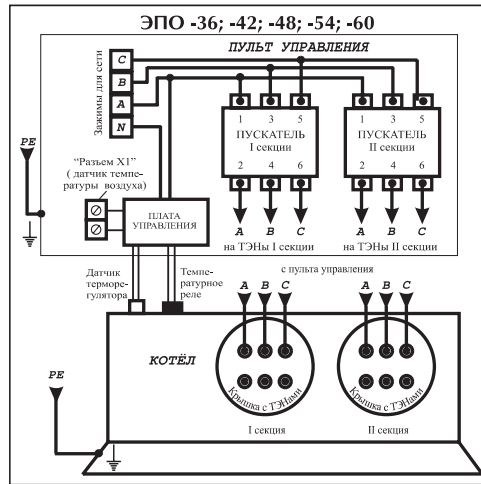 ЭПО -36; -42; -48; -54; -60
ПУЛЬТ УПРАВЛЕНИЯ
Зажимы для сети
C
B
A
N
1 3 5
ПУСКАТЕЛЬ
I секции
2 4 6
A B C
на ТЭНы I секции
1 3 5
ПУСКАТЕЛЬ
II секции
2 4 6
A B C
на ТЭНы II секции
PE
“Разъем X1”
( датчик темпе-
ратуры воздуха)
ПЛАТА
УПРАВЛЕНИЯ
Датчик
терморе-
гулятора
Темпе-
ратурное
реле
с пульта управления
A B C
A B C
КОТЁЛ
PE
Крышка с ТЭНами
I секция
Крышка с ТЭНами
II секция